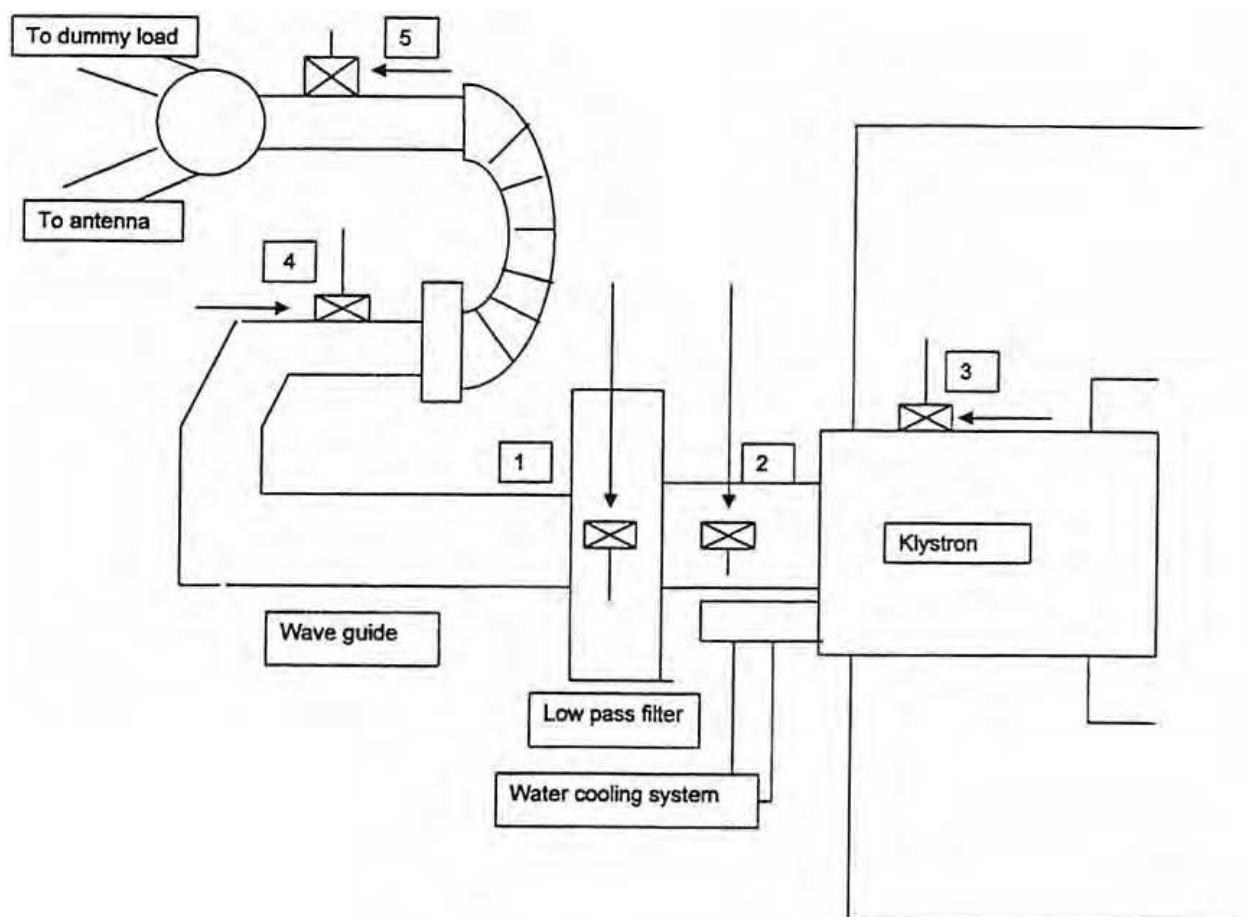 To dummy load
5
To antenna
4
3
1
2
Klystron
Wave guide
Low pass filter
Water cooling system